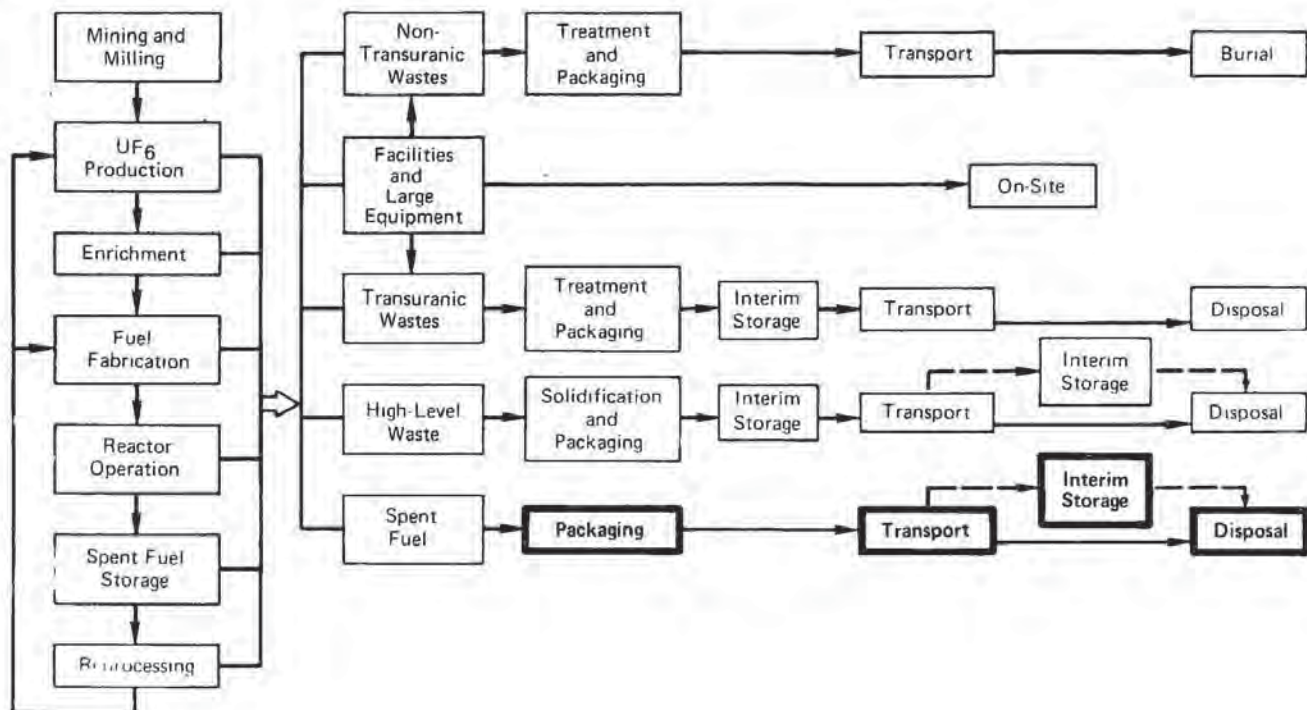 Mining and
Milling
UF6
Production
Enrichment
Fuel
Fabrication
Reactor
Operation
Spent Fuel
Storage
Reprocessing
Non-
Transuranic
Wastes
Treatment
and
Packaging
Transport
Burial
Facilities
and
Large
Equipment
On-Site
Transuranic
Wastes
Treatment
and
Packaging
Interim
Storage
Transport
Disposal
High-Level
Waste
Solidification
and
Packaging
Interim
Storage
Transport
Interim
Storage
Disposal
Spent
Fuel
Packaging
Transport
Interim
Storage
Disposal